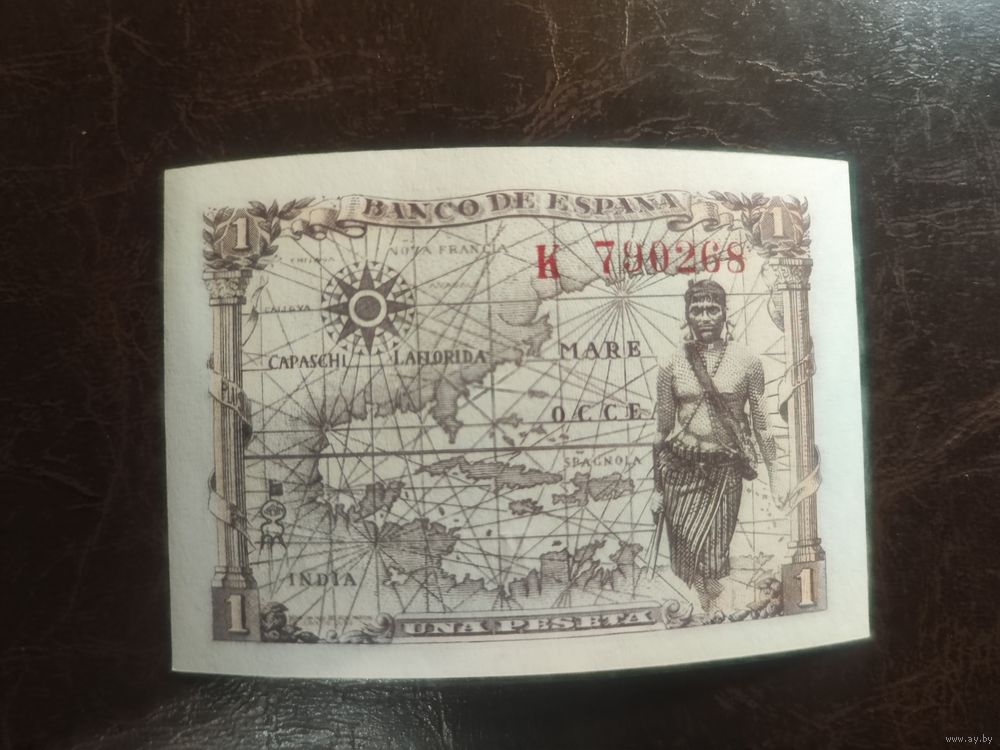 BANCO DE ESPAÑA
1 1
K 790268
NOVA FRANCIA
CAPASCHI LAFLORIDA MARE
OCCE
SPAGNOLA
INDIA
1 1
UNA PESETA
www.ay.by